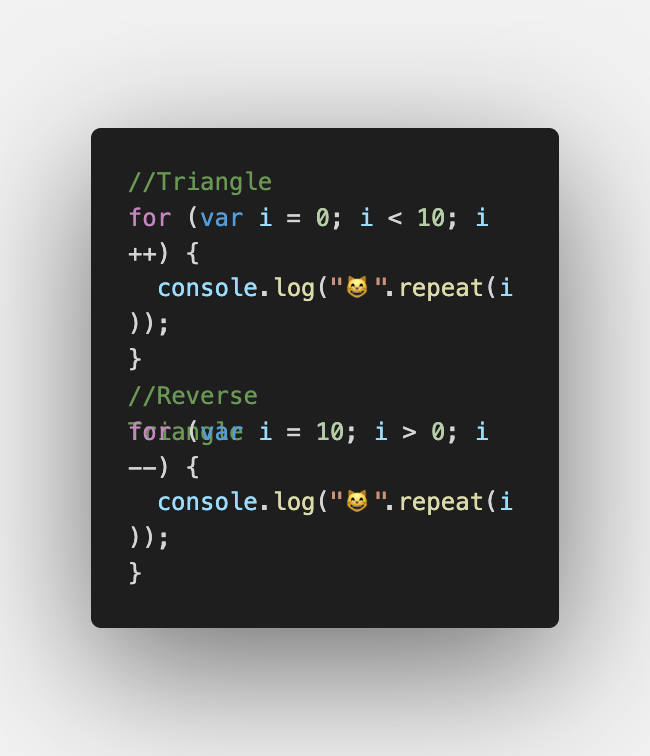 //Triangle
for (var i = 0; i < 10; i
++) {
  console.log("😸".repeat(i
));
}
//Reverse
Triangle
for (var i = 10; i > 0; i
--) {
  console.log("😸".repeat(i
));
}